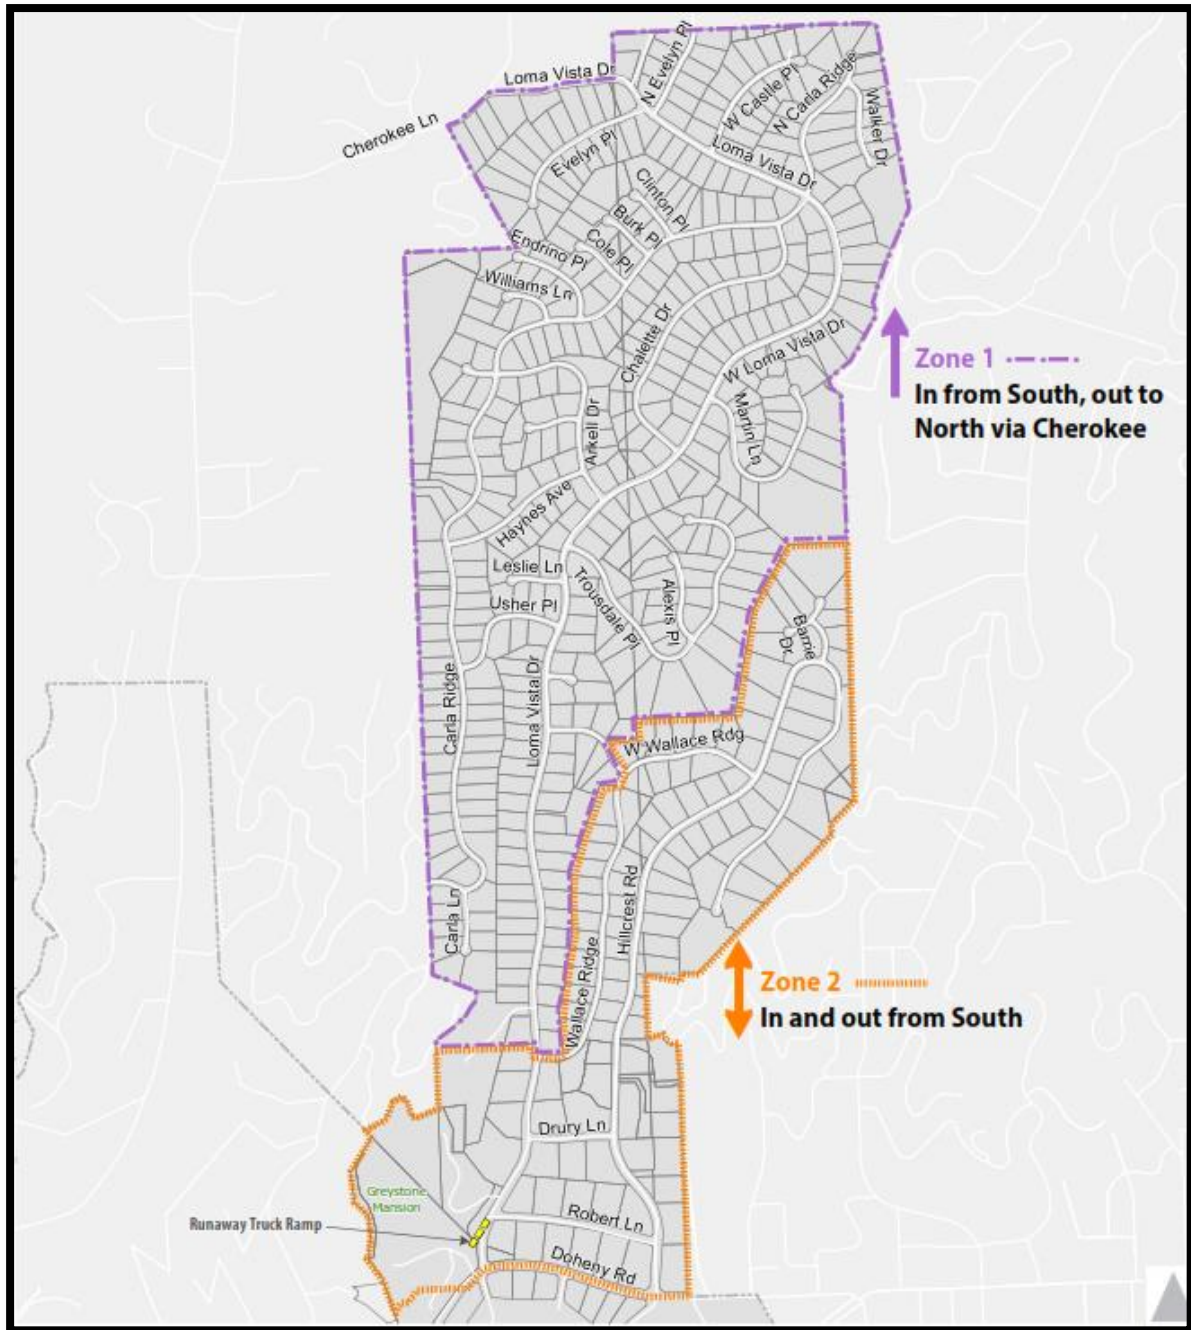 N Evelyn Pl
Loma Vista Dr
W Castle Pl
N Carla Ridge
Walker Dr
Cherokee Ln
Evelyn Pl
Loma Vista Dr
Clinton Pl
Burk Pl
Cole Pl
Endrino Pl
Williams Ln
Chalette Dr
W Loma Vista Dr
Zone 1
In from South, out to
North via Cherokee
Martin Ln
Arkell Dr
Haynes Ave
Leslie Ln
Trousdale Pl
Alexis Pl
Usher Pl
Barrie
Dr.
Carla Ridge
Loma Vista Dr
W Wallace Rdg
Hillcrest Rd
Carla Ln
Wallace Ridge
Zone 2
In and out from South
Drury Ln
Greystone
Mansion
Runaway Truck Ramp
Robert Ln
Doheny Rd